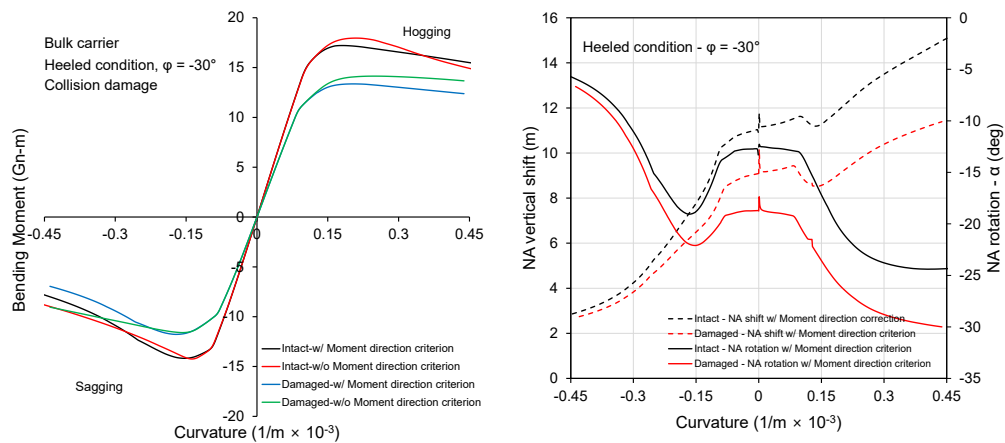 Bulk carrier
Heeled condition, φ = -30°
Collision damage
Hogging
Sagging
Bending Moment (Gn-m)
20
15
10
5
0
-5
-10
-15
-20
-0.45
-0.3
-0.15
0
0.15
0.3
0.45
Curvature (1/m × 10-3)
Intact-w/ Moment direction criterion
Intact-w/o Moment direction criterion
Damaged-w/ Moment direction criterion
Damaged-w/o Moment direction criterion
Heeled condition - φ = -30°
NA vertical shift (m)
16
14
12
10
8
6
4
2
0
NA rotation - α (deg)
0
-5
-10
-15
-20
-25
-30
-35
-0.45
-0.3
-0.15
0
0.15
0.3
0.45
Curvature (1/m × 10-3)
Intact - NA shift w/ Moment direction correction
Damaged - NA shift w/ Moment direction criterion
Intact - NA rotation w/ Moment direction criterion
Damaged - NA rotation w/ Moment direction criterion